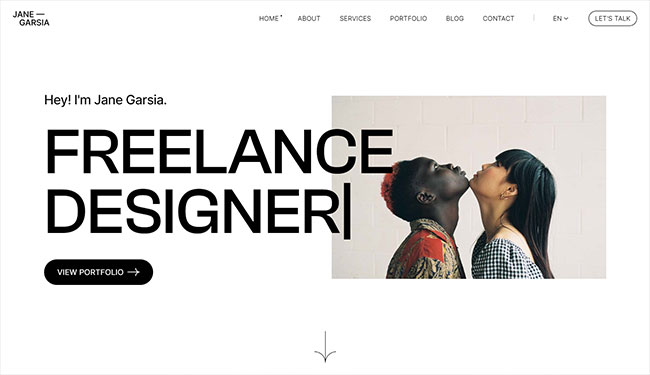 JANE —
GARSIA
HOME
ABOUT
SERVICES
PORTFOLIO
BLOG
CONTACT
EN
LET'S TALK
Hey! I'm Jane Garsia.
FREELANCE
DESIGNER|
VIEW PORTFOLIO